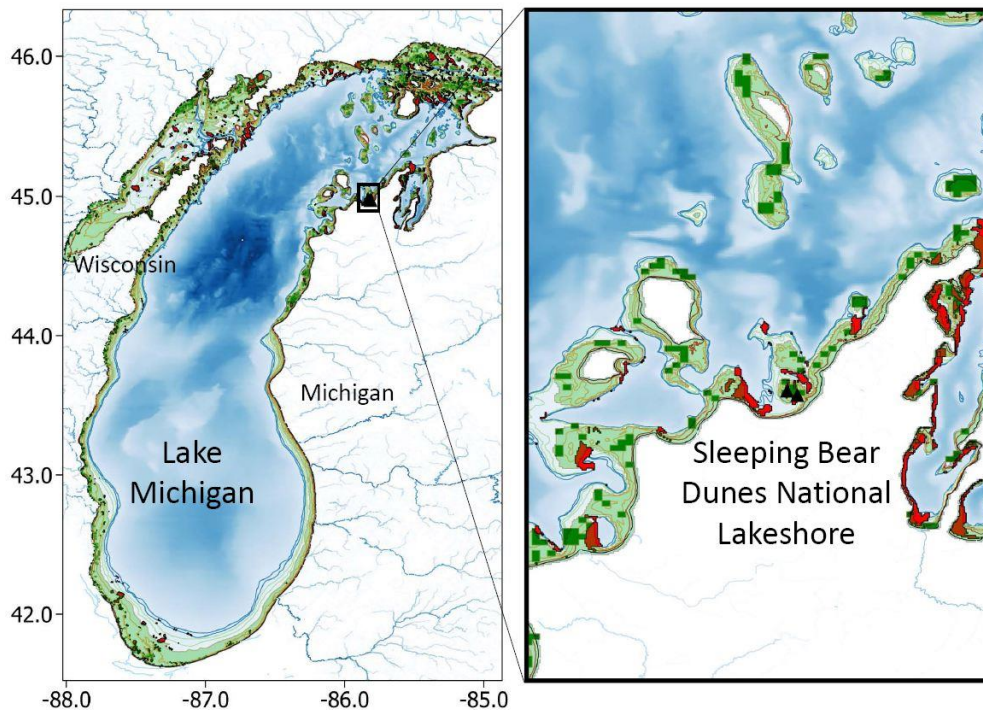 46.0
45.0
44.0
43.0
42.0
-88.0
-87.0
-86.0
-85.0
Wisconsin
Michigan
Lake
Michigan
Sleeping Bear
Dunes National
Lakeshore